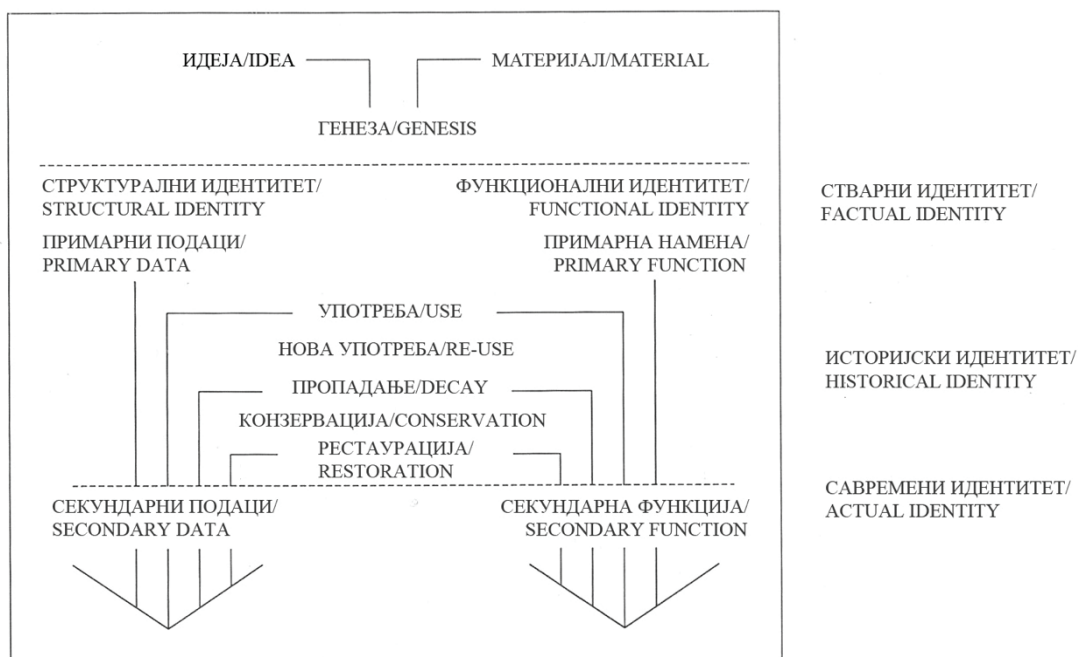 ИДЕЈА/IDEA
МАТЕРИЈАЛ/MATERIAL
ГЕНЕЗА/GENESIS
СТРУКТУРАЛНИ ИДЕНТИТЕТ/
STRUCTURAL IDENTITY
ФУНКЦИОНАЛНИ ИДЕНТИТЕТ/
FUNCTIONAL IDENTITY
СТВАРНИ ИДЕНТИТЕТ/
FACTUAL IDENTITY
ПРИМАРНИ ПОДАЦИ/
PRIMARY DATA
ПРИМАРНА НАМЕНА/
PRIMARY FUNCTION
УПОТРЕБА/USE
НОВА УПОТРЕБА/RE-USE
ПРОПАДАЊЕ/DECAY
КОНЗЕРВАЦИЈА/CONSERVATION
РЕСТАУРАЦИЈА/
RESTORATION
ИСТОРИЈСКИ ИДЕНТИТЕТ/
HISTORICAL IDENTITY
СЕКУНДАРНИ ПОДАЦИ/
SECONDARY DATA
СЕКУНДАРНА ФУНКЦИЈА/
SECONDARY FUNCTION
САВРЕМЕНИ ИДЕНТИТЕТ/
ACTUAL IDENTITY